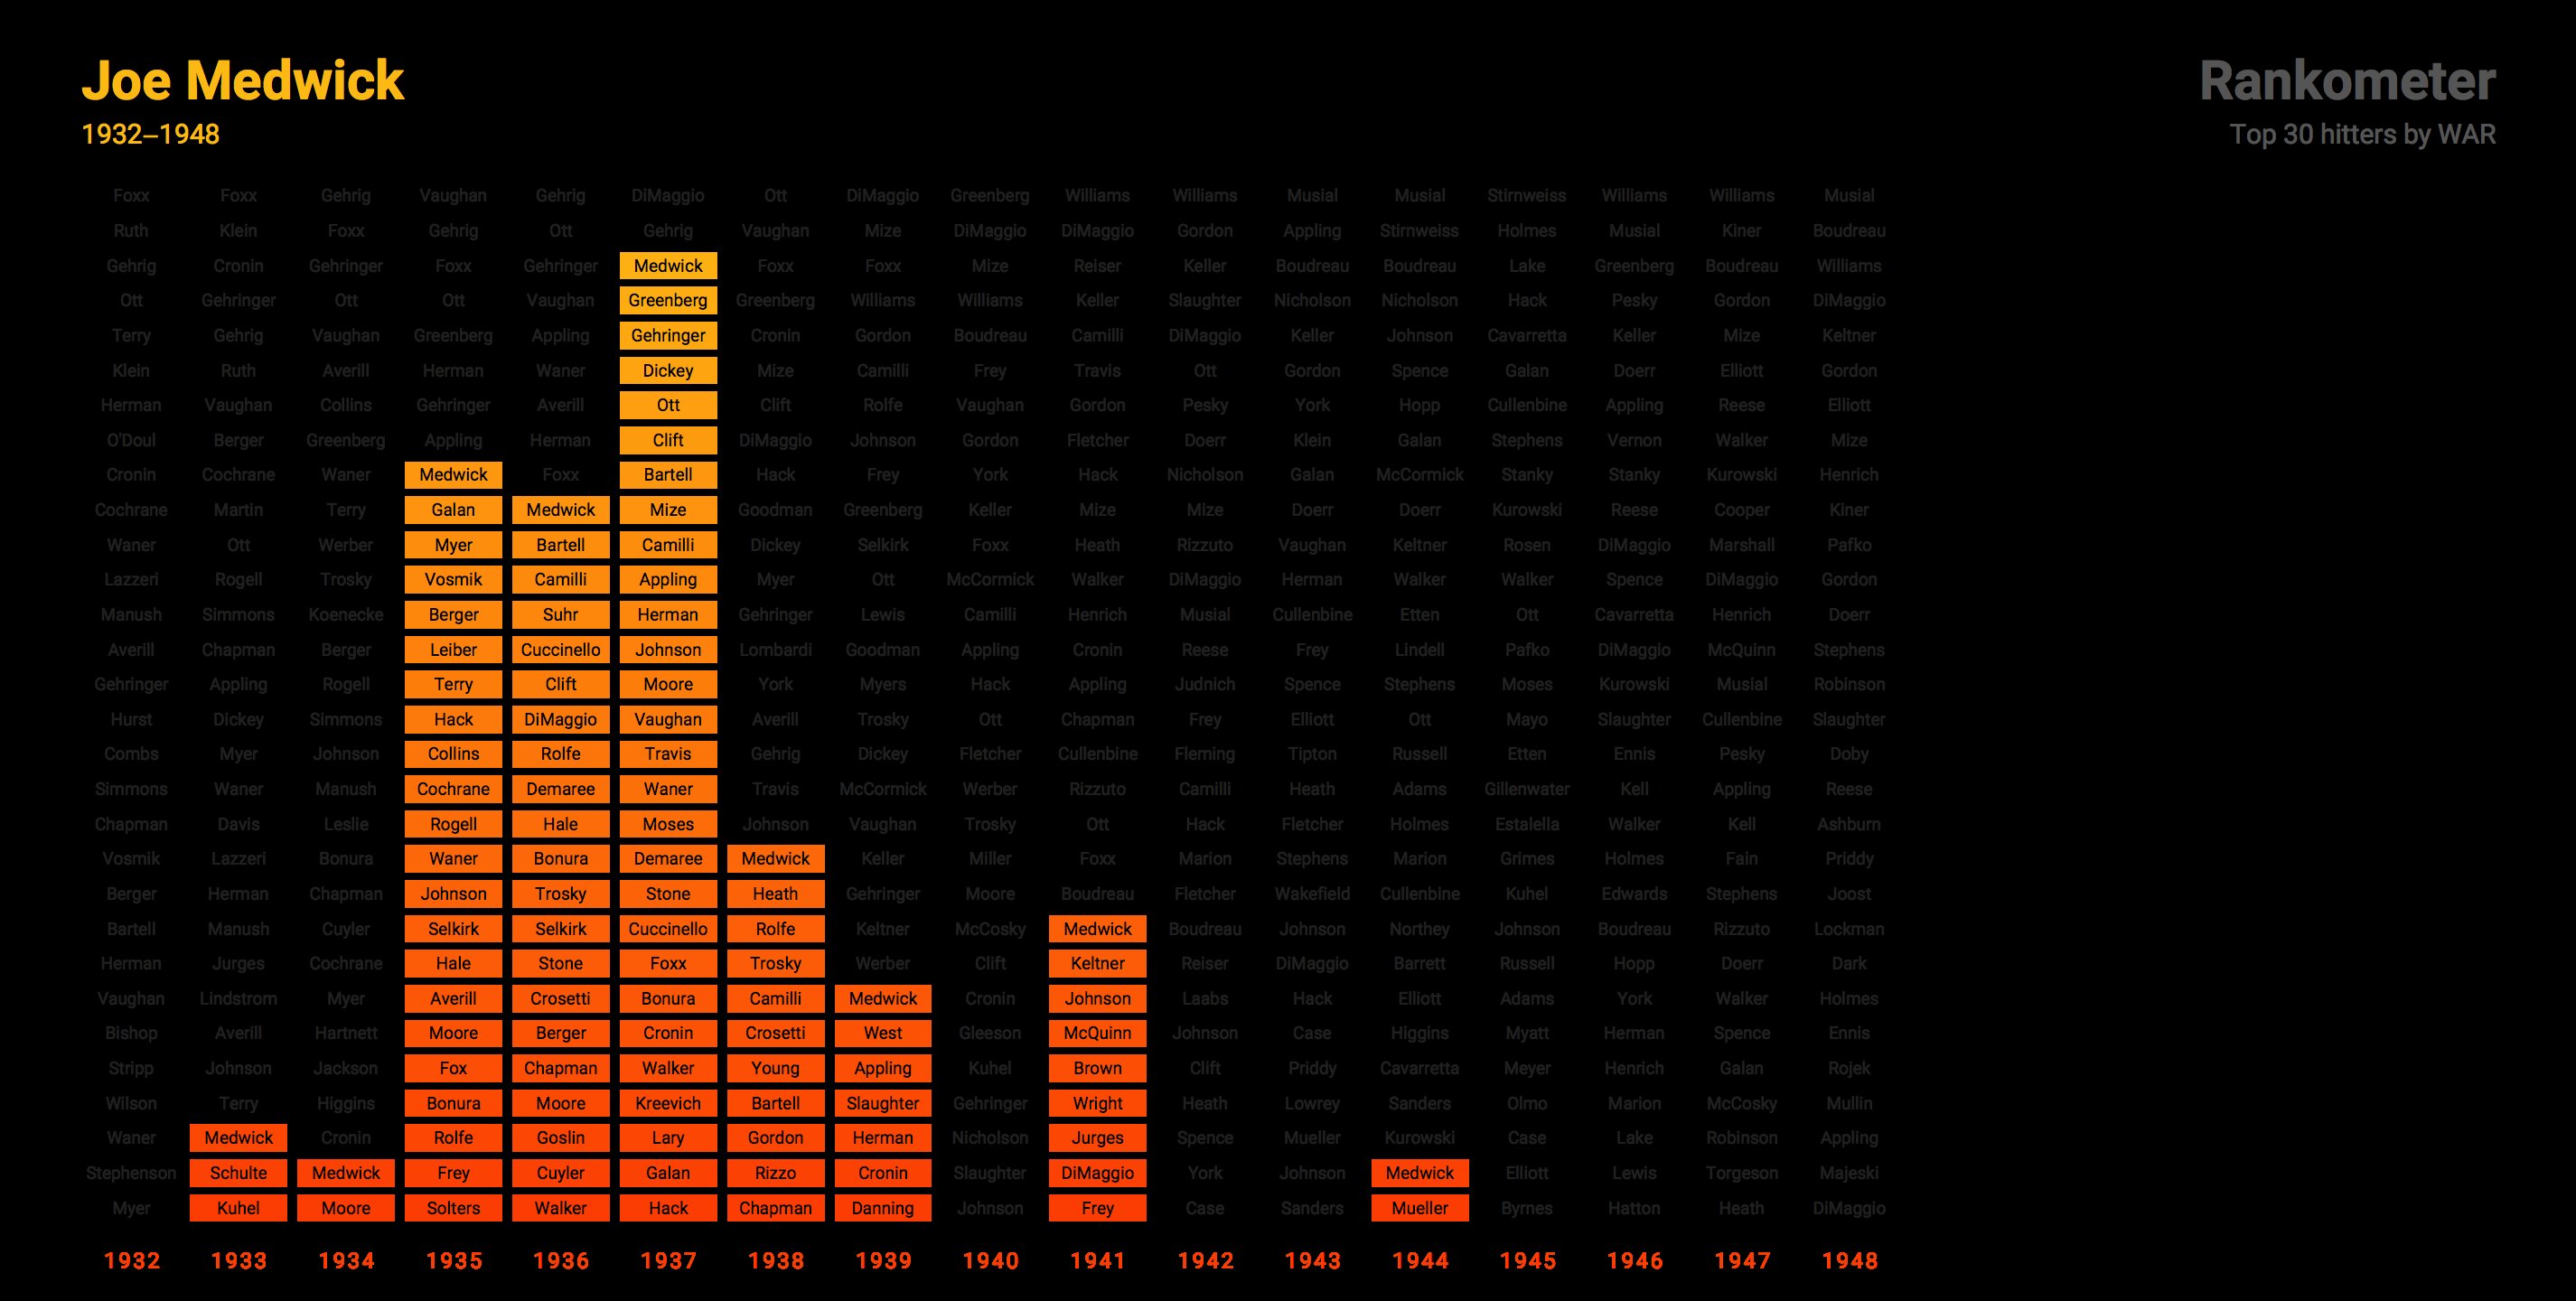 Joe Medwick
1932–1948
Rankometer
Top 30 hitters by WAR
Foxx Foxx Gehrig Vaughan Gehrig DiMaggio Ott DiMaggio Greenberg Williams Williams Musial Musial Stirnweiss Williams Williams Musial
Ruth Klein Foxx Gehrig Ott Gehrig Vaughan Mize DiMaggio DiMaggio Gordon Appling Stirnweiss Holmes Musial Kiner Boudreau
Gehrig Cronin Gehringer Foxx Gehringer Medwick Foxx Foxx Mize Reiser Keller Boudreau Boudreau Lake Greenberg Boudreau Williams
Ott Gehringer Ott Ott Vaughan Greenberg Greenberg Williams Williams Keller Slaughter Nicholson Nicholson Hack Pesky Gordon DiMaggio
Terry Gehrig Vaughan Greenberg Appling Gehringer Cronin Gordon Boudreau Camilli DiMaggio Keller Johnson Cavarretta Keller Mize Keltner
Klein Ruth Averill Herman Waner Dickey Mize Camilli Frey Travis Ott Gordon Spence Galan Doerr Elliott Gordon
Herman Vaughan Collins Gehringer Averill Ott Clift Rolfe Vaughan Gordon Pesky York Hopp Cullenbine Appling Reese Elliott
O'Doul Berger Greenberg Appling Herman Clift DiMaggio Johnson Gordon Fletcher Doerr Klein Galan Stephens Vernon Walker Mize
Cronin Cochrane Waner Medwick Foxx Bartell Hack Frey York Hack Nicholson Galan McCormick Stanky Stanky Kurowski Henrich
Cochrane Martin Terry Galan Medwick Mize Goodman Greenberg Keller Mize Mize Doerr Doerr Kurowski Reese Cooper Kiner
Waner Ott Werber Myer Bartell Camilli Dickey Selkirk Foxx Heath Rizzuto Vaughan Keltner Rosen DiMaggio Marshall Pafko
Lazzeri Rogell Trosky Vosmik Camilli Appling Myer Ott McCormick Walker DiMaggio Herman Walker Walker Spence DiMaggio Gordon
Manush Simmons Koenecke Berger Suhr Herman Gehringer Lewis Camilli Henrich Musial Cullenbine Etten Ott Cavarretta Henrich Doerr
Averill Chapman Berger Leiber Cuccinello Johnson Lombardi Goodman Appling Cronin Reese Frey Lindell Pafko DiMaggio McQuinn Stephens
Gehringer Appling Rogell Terry Clift Moore York Myers Hack Appling Judnich Spence Stephens Moses Kurowski Musial Robinson
Hurst Dickey Simmons Hack DiMaggio Vaughan Averill Trosky Ott Chapman Frey Elliott Ott Mayo Slaughter Cullenbine Slaughter
Combs Myer Johnson Collins Rolfe Travis Gehrig Dickey Fletcher Cullenbine Fleming Tipton Russell Etten Ennis Pesky Doby
Simmons Waner Manush Cochrane Demaree Waner Travis McCormick Werber Rizzuto Camilli Heath Adams Gillenwater Kell Appling Reese
Chapman Davis Leslie Rogell Hale Moses Johnson Vaughan Trosky Ott Hack Fletcher Holmes Estalella Walker Kell Ashburn
Vosmik Lazzeri Bonura Waner Bonura Demaree Medwick Keller Miller Foxx Marion Stephens Marion Grimes Holmes Fain Priddy
Berger Herman Chapman Johnson Trosky Stone Heath Gehringer Moore Boudreau Fletcher Wakefield Cullenbine Kuhel Edwards Stephens Joost
Bartell Manush Cuyler Selkirk Selkirk Cuccinello Rolfe Keltner McCosky Medwick Boudreau Johnson Northey Johnson Boudreau Rizzuto Lockman
Herman Jurges Cochrane Hale Stone Foxx Trosky Werber Clift Keltner Reiser DiMaggio Barrett Russell Hopp Doerr Dark
Vaughan Lindstrom Myer Averill Crosetti Bonura Camilli Medwick Cronin Johnson Laabs Hack Elliott Adams York Walker Holmes
Bishop Averill Hartnett Moore Berger Cronin Crosetti West Gleeson McQuinn Johnson Case Higgins Myatt Herman Spence Ennis
Stripp Johnson Jackson Fox Chapman Walker Young Appling Kuhel Brown Clift Priddy Cavarretta Meyer Henrich Galan Rojek
Wilson Terry Higgins Bonura Moore Kreevich Bartell Slaughter Gehringer Wright Heath Lowrey Sanders Olmo Marion McCosky Mullin
Waner Medwick Cronin Rolfe Goslin Lary Gordon Herman Nicholson Jurges Spence Mueller Kurowski Case Lake Robinson Appling
Stephenson Schulte Medwick Frey Cuyler Galan Rizzo Cronin Slaughter DiMaggio York Johnson Medwick Elliott Lewis Torgeson Majeski
Myer Kuhel Moore Solters Walker Hack Chapman Danning Johnson Frey Case Sanders Mueller Byrnes Hatton Heath DiMaggio
1932 1933 1934 1935 1936 1937 1938 1939 1940 1941 1942 1943 1944 1945 1946 1947 1948